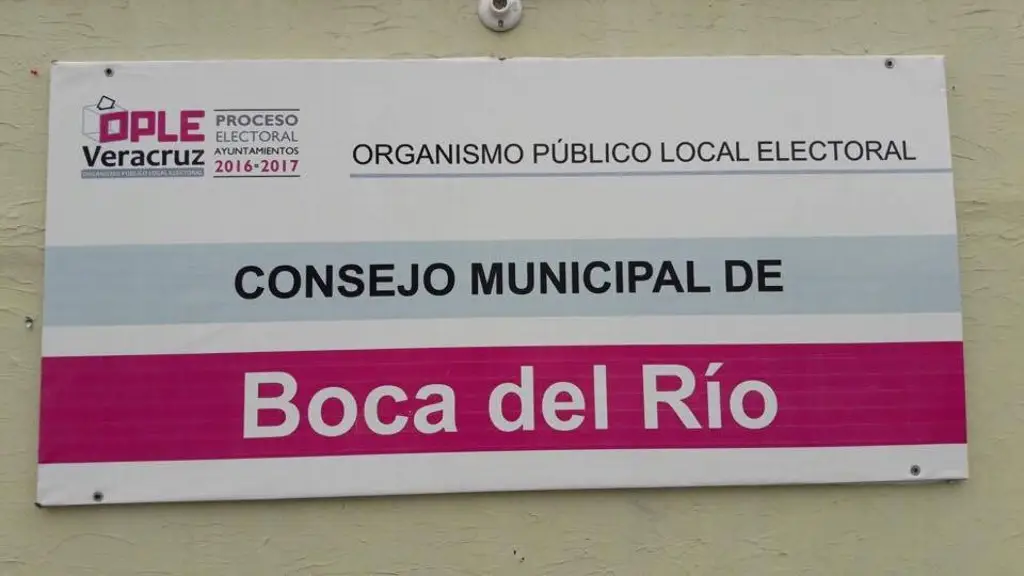 OPLE
Veracruz
ORGANISMO PÚBLICO LOCAL ELECTORAL
PROCESO
ELECTORAL
AYUNTAMIENTOS
2016-2017
ORGANISMO PÚBLICO LOCAL ELECTORAL
CONSEJO MUNICIPAL DE
Boca del Río